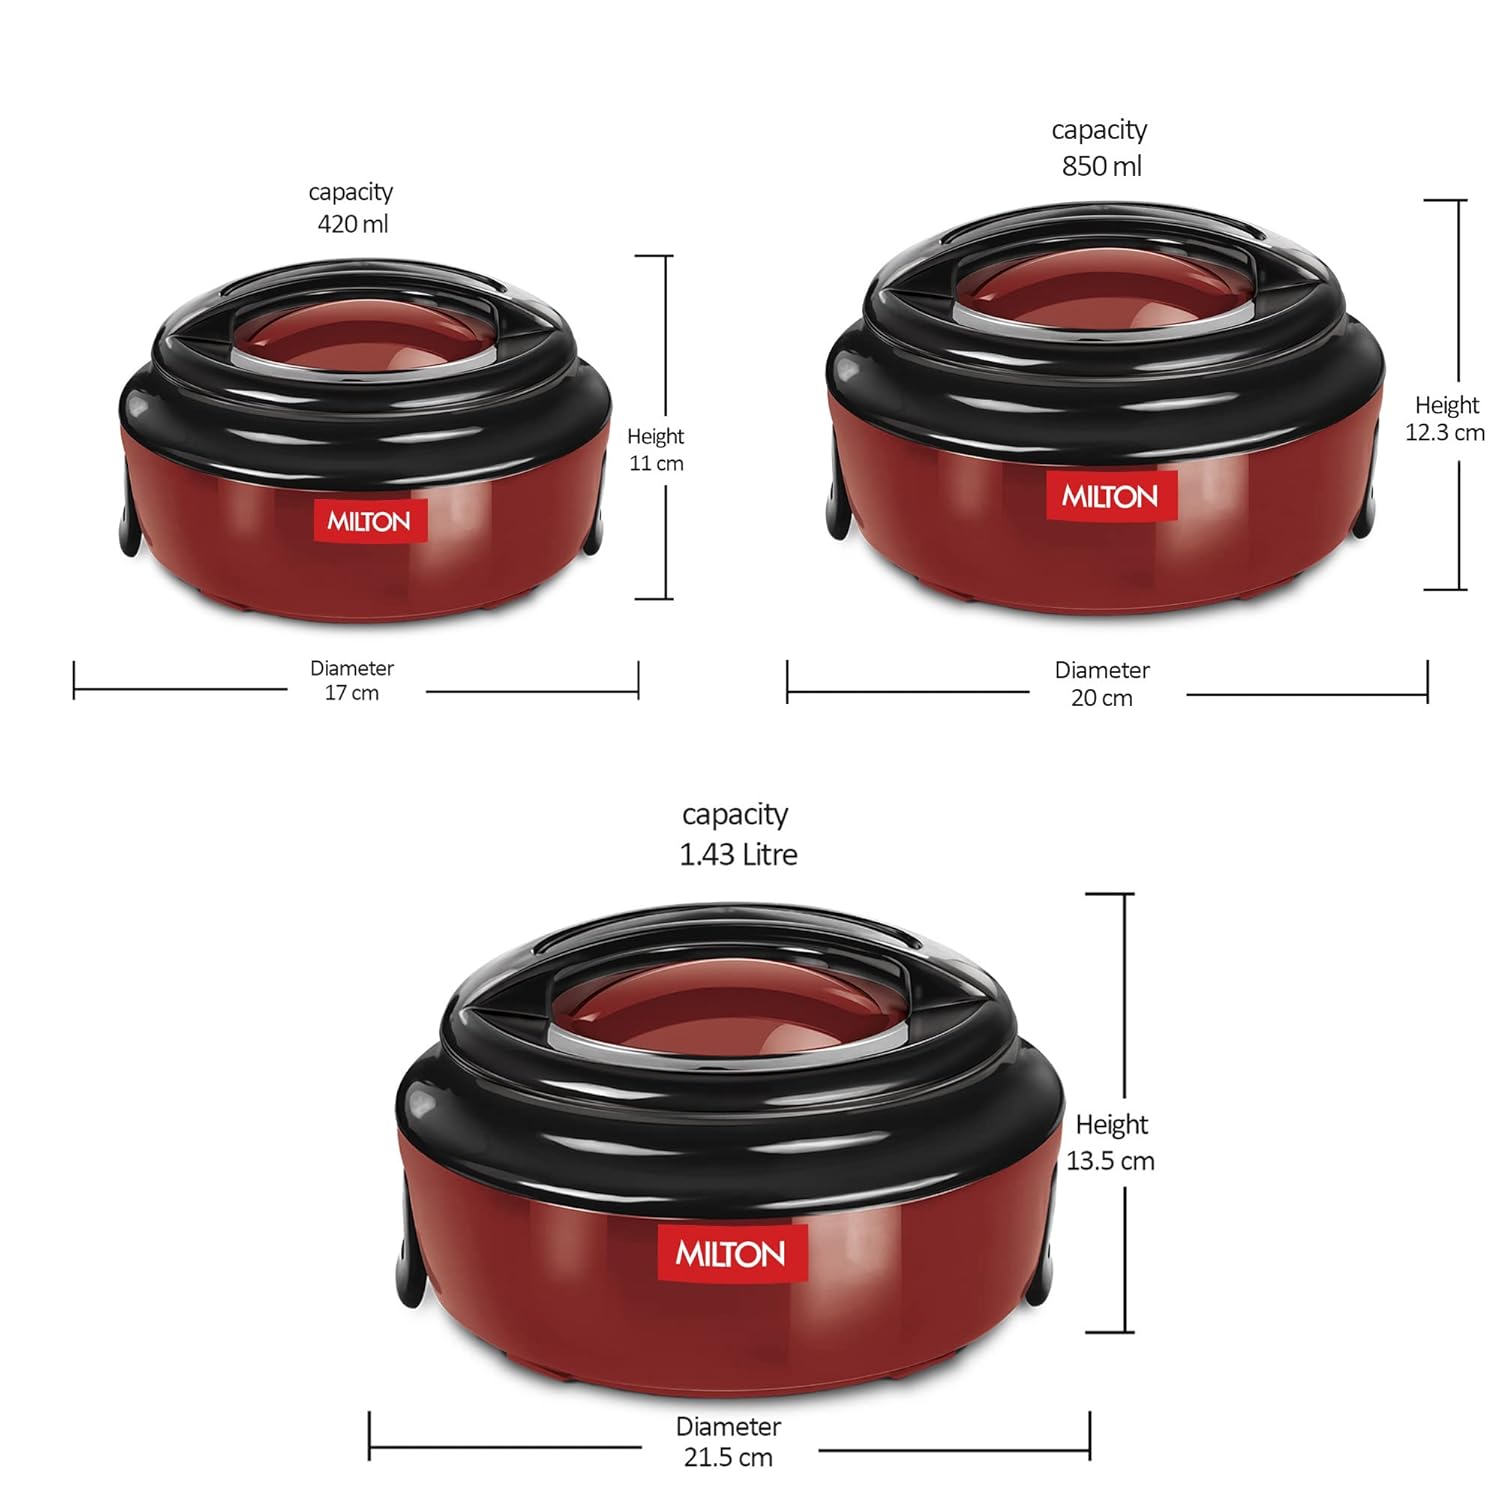 capacity
420 ml
Height
11 cm
MILTON
Diameter
17 cm
capacity
850 ml
Height
12.3 cm
MILTON
Diameter
20 cm
capacity
1.43 Litre
Height
13.5 cm
MILTON
Diameter
21.5 cm